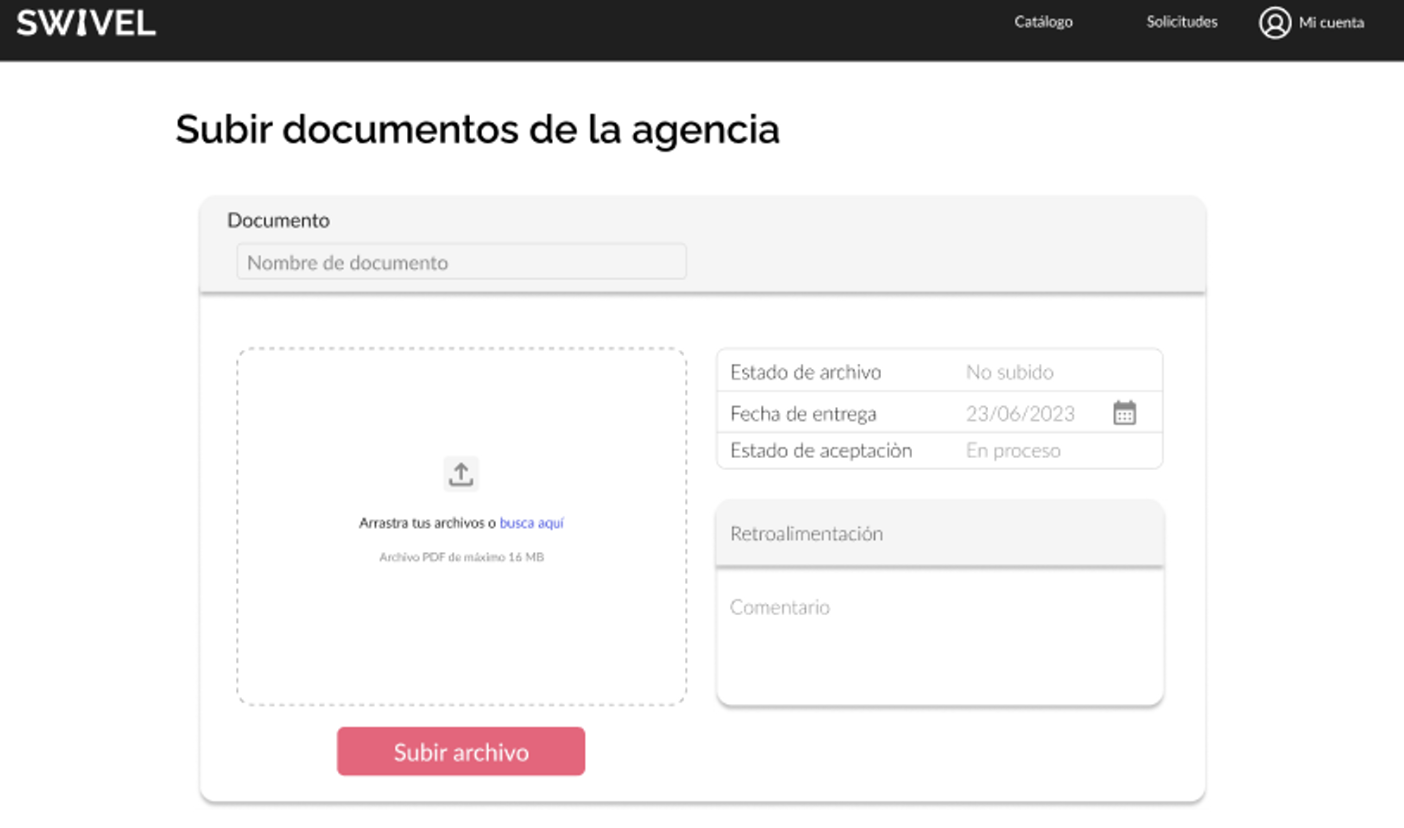 SWIVEL
Catálogo
Solicitudes
Mi cuenta
Subir documentos de la agencia
Documento
Nombre de documento
Arrastra tus archivos o busca aquí
Archivo PDF de máximo 16 MB
Subir archivo
Estado de archivo No subido
Fecha de entrega 23/06/2023
Estado de aceptaciòn En proceso
Retroalimentación
Comentario